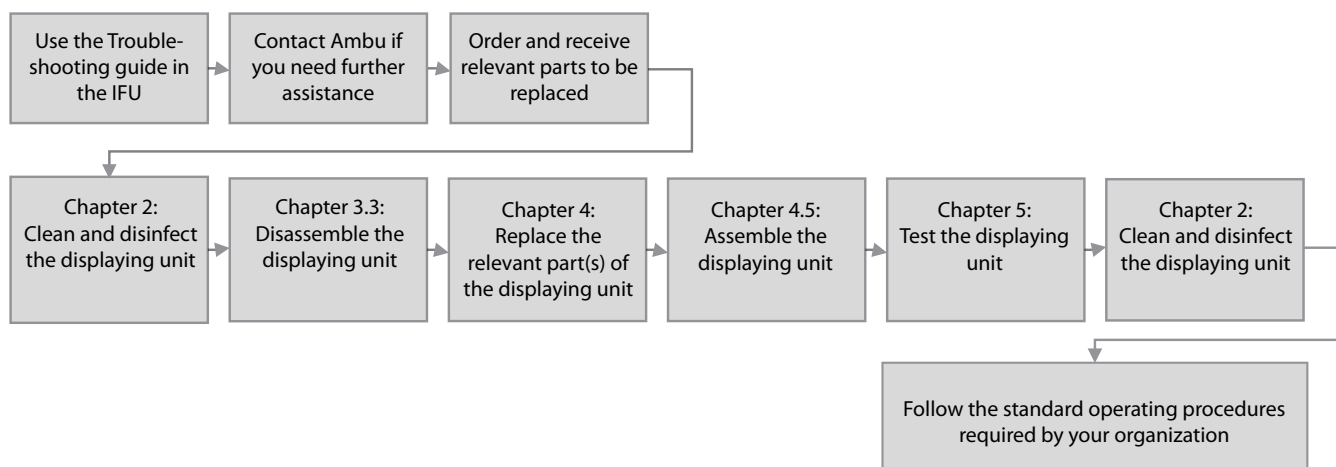 Use the Trouble-
shooting guide in
the IFU
Contact Ambu if
you need further
assistance
Order and receive
relevant parts to be
replaced
Chapter 2:
Clean and disinfect
the displaying unit
Chapter 3.3:
Disassemble the
displaying unit
Chapter 4:
Replace the
relevant part(s) of
the displaying unit
Chapter 4.5:
Assemble the
displaying unit
Chapter 5:
Test the displaying
unit
Chapter 2:
Clean and disinfect
the displaying unit
Follow the standard operating procedures
required by your organization